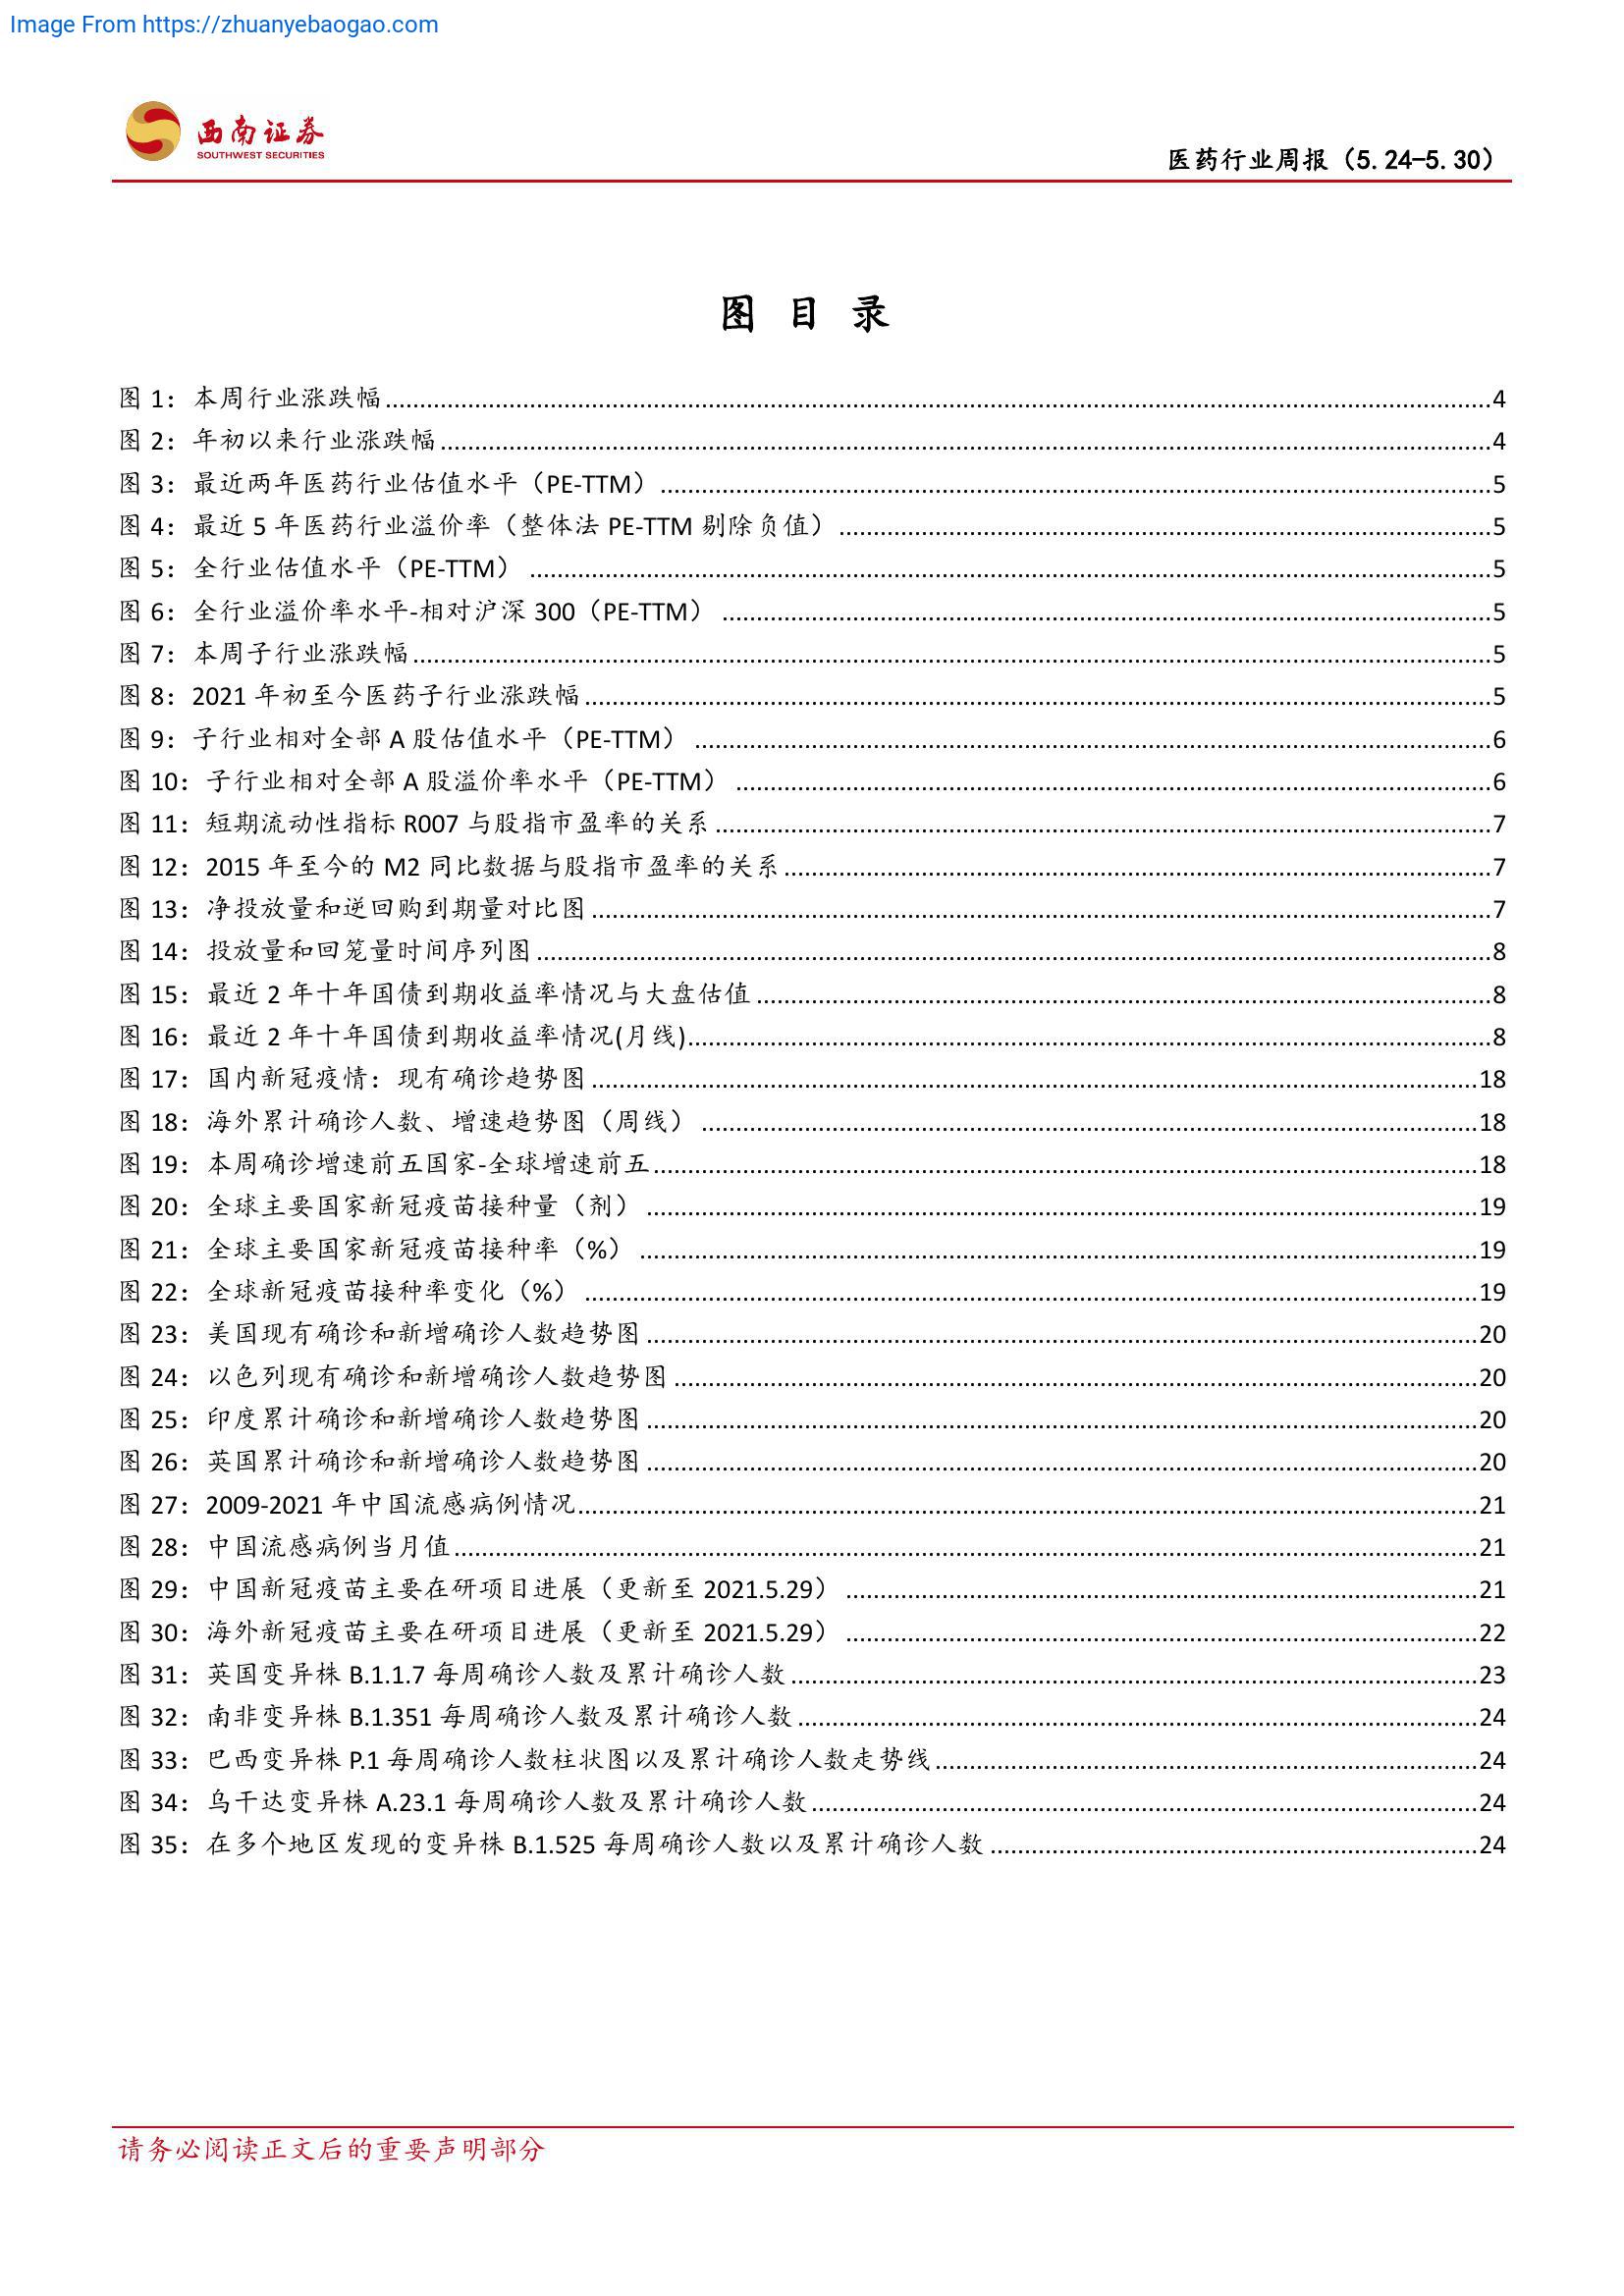 Image From https://zhuanyebaogao.com
西南证券
SOUTHWEST SECURITIES
医药行业周报（5.24-5.30）
图 目 录
图 1：本周行业涨跌幅........4
图 2：年初以来行业涨跌幅........4
图 3：最近两年医药行业估值水平（PE-TTM）........5
图 4：最近 5 年医药行业溢价率（整体法 PE-TTM 剔除负值）........5
图 5：全行业估值水平（PE-TTM）........5
图 6：全行业溢价率水平-相对沪深 300（PE-TTM）........5
图 7：本周子行业涨跌幅........5
图 8：2021 年初至今医药子行业涨跌幅........5
图 9：子行业相对全部 A 股估值水平（PE-TTM）........6
图 10：子行业相对全部 A 股溢价率水平（PE-TTM）........6
图 11：短期流动性指标 R007 与股指市盈率的关系........7
图 12：2015 年至今的 M2 同比数据与股指市盈率的关系........7
图 13：净投放量和逆回购到期量对比图........7
图 14：投放量和回笼量时间序列图........8
图 15：最近 2 年十年国债到期收益率情况与大盘估值........8
图 16：最近 2 年十年国债到期收益率情况(月线)........8
图 17：国内新冠疫情：现有确诊趋势图........18
图 18：海外累计确诊人数、增速趋势图（周线）........18
图 19：本周确诊增速前五国家-全球增速前五........18
图 20：全球主要国家新冠疫苗接种量（剂）........19
图 21：全球主要国家新冠疫苗接种率（%）........19
图 22：全球新冠疫苗接种率变化（%）........19
图 23：美国现有确诊和新增确诊人数趋势图........20
图 24：以色列现有确诊和新增确诊人数趋势图........20
图 25：印度累计确诊和新增确诊人数趋势图........20
图 26：英国累计确诊和新增确诊人数趋势图........20
图 27：2009-2021 年中国流感病例情况........21
图 28：中国流感病例当月值........21
图 29：中国新冠疫苗主要在研项目进展（更新至 2021.5.29）........21
图 30：海外新冠疫苗主要在研项目进展（更新至 2021.5.29）........22
图 31：英国变异株 B.1.1.7 每周确诊人数及累计确诊人数........23
图 32：南非变异株 B.1.351 每周确诊人数及累计确诊人数........24
图 33：巴西变异株 P.1 每周确诊人数柱状图以及累计确诊人数走势线........24
图 34：乌干达变异株 A.23.1 每周确诊人数及累计确诊人数........24
图 35：在多个地区发现的变异株 B.1.525 每周确诊人数以及累计确诊人数........24
请务必阅读正文后的重要声明部分